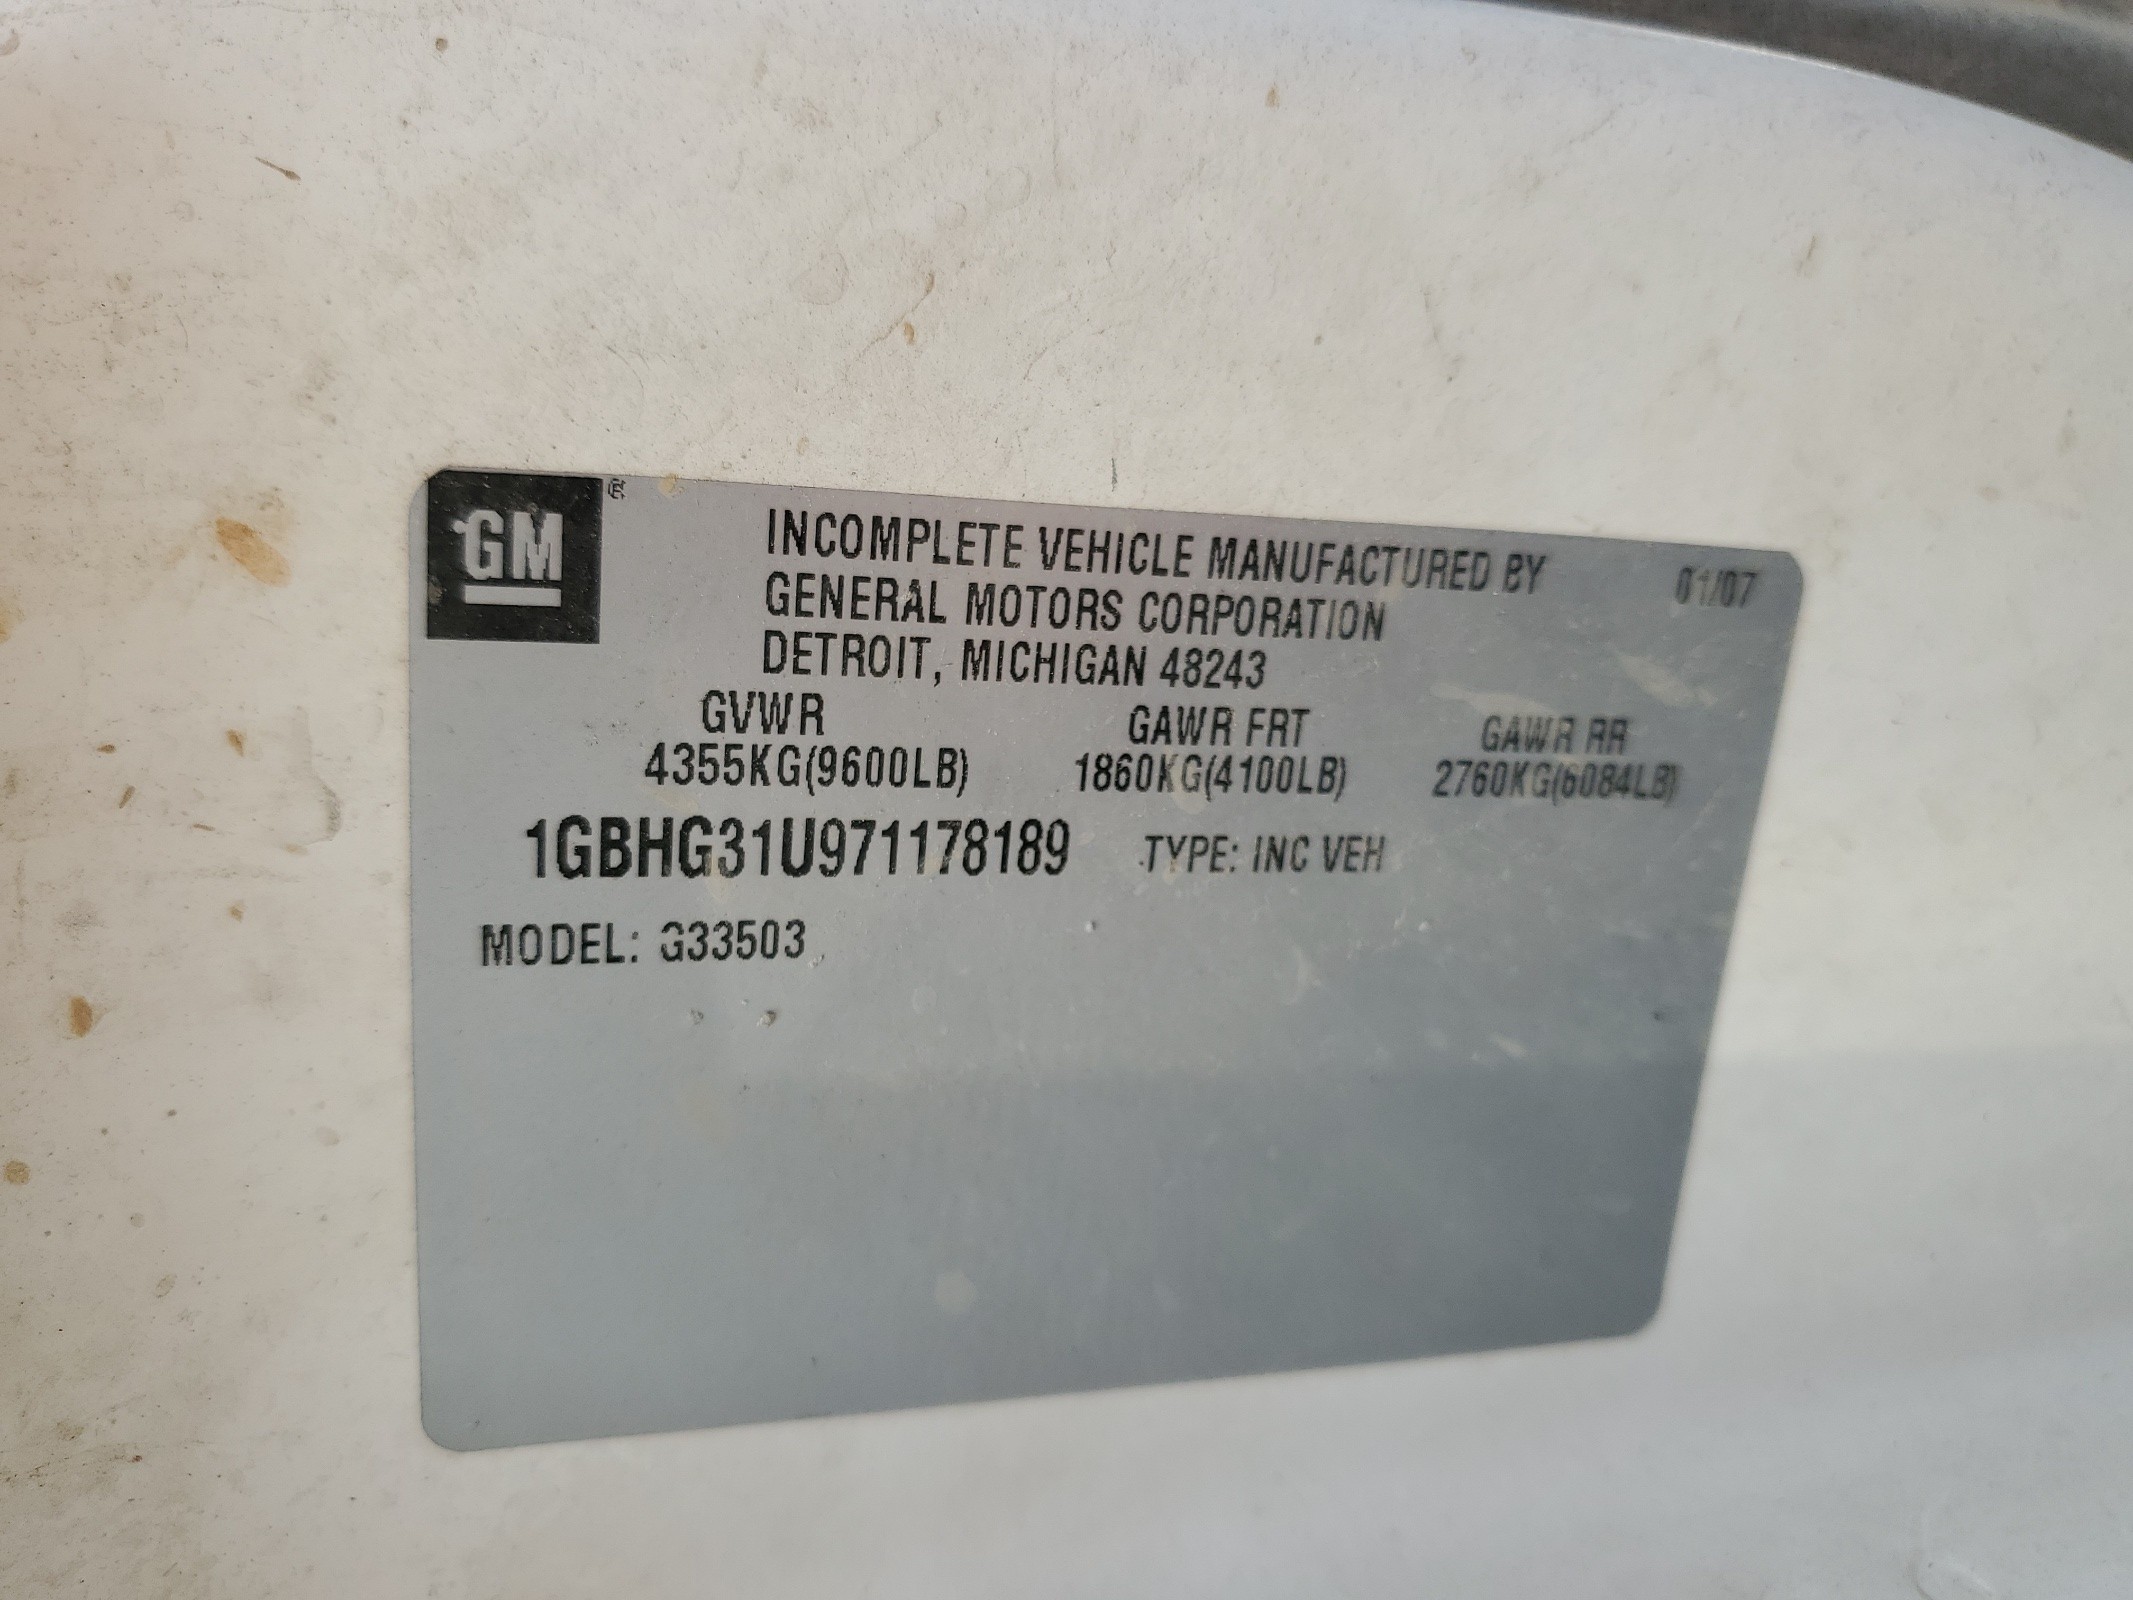 GM ®
INCOMPLETE VEHICLE MANUFACTURED BY 01/07
GENERAL MOTORS CORPORATION
DETROIT, MICHIGAN 48243
GVWR GAWR FRT GAWR RR
4355KG(9600LB) 1860KG(4100LB) 2760KG(6084LB)
1GBHG31U971178189 TYPE: INC VEH
MODEL: G33503